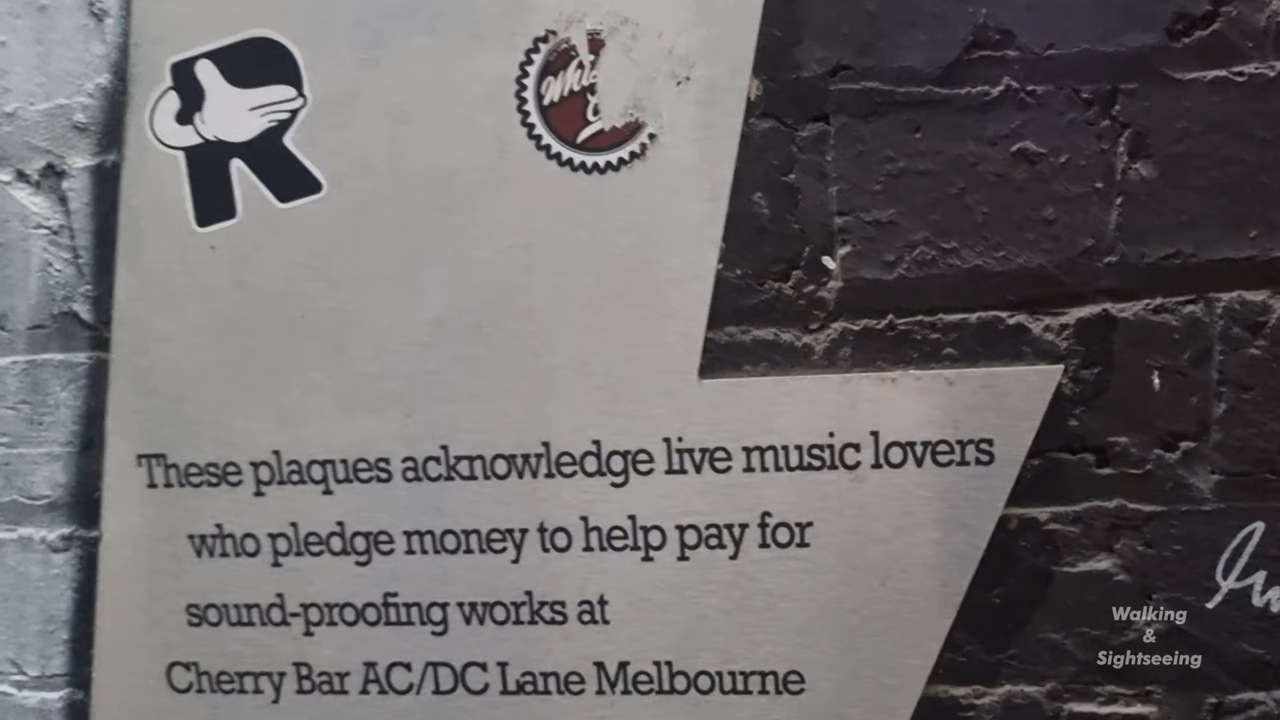 R
These plaques acknowledge live music lovers
who pledge money to help pay for
sound-proofing works at
Cherry Bar AC/DC Lane Melbourne
Walking
&
Sightseeing